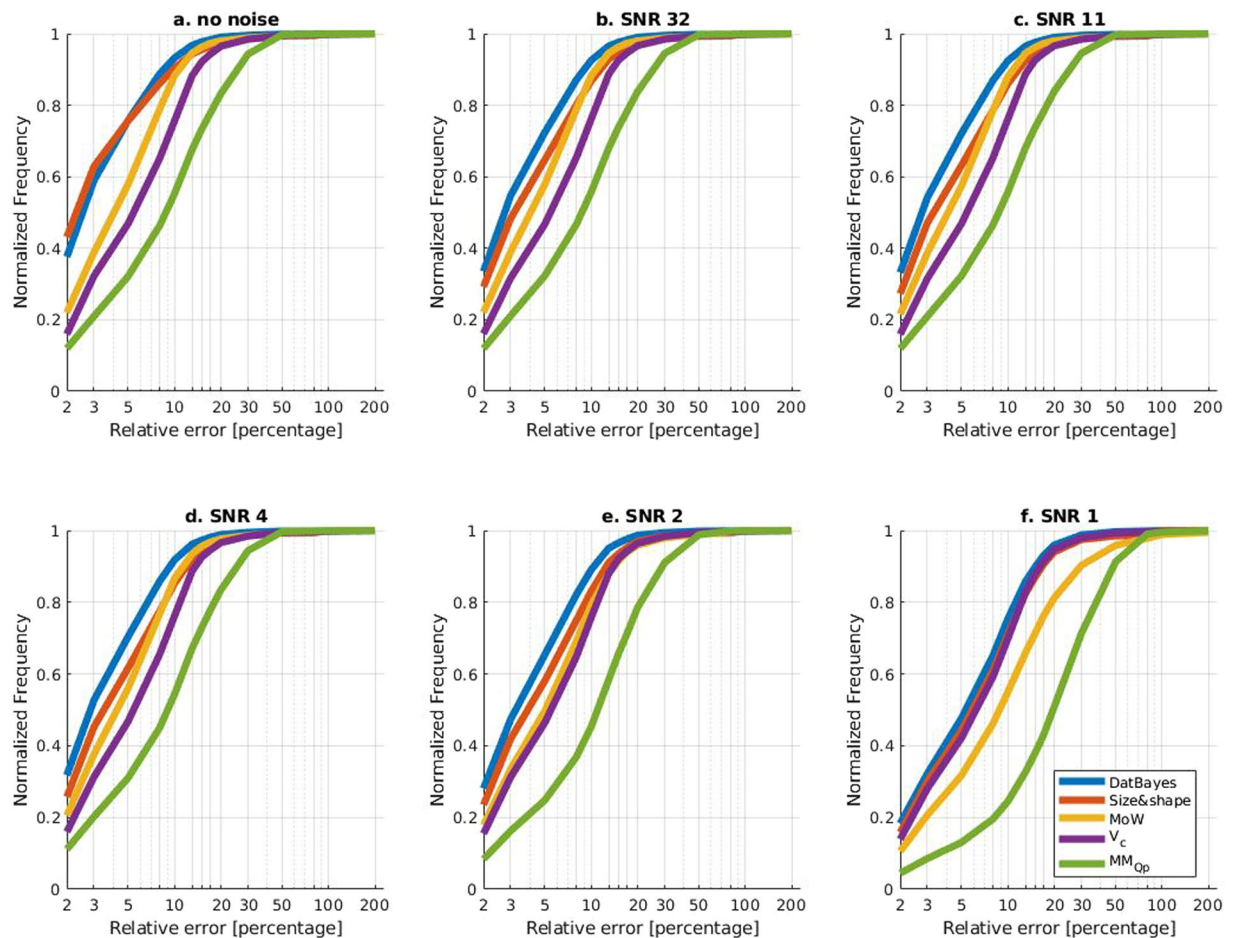 a. no noise
Normalized Frequency
1
0.8
0.6
0.4
0.2
0
2 3 5 10 20 30 50 100 200
Relative error [percentage]
b. SNR 32
Normalized Frequency
1
0.8
0.6
0.4
0.2
0
2 3 5 10 20 30 50 100 200
Relative error [percentage]
c. SNR 11
Normalized Frequency
1
0.8
0.6
0.4
0.2
0
2 3 5 10 20 30 50 100 200
Relative error [percentage]
d. SNR 4
Normalized Frequency
1
0.8
0.6
0.4
0.2
0
2 3 5 10 20 30 50 100 200
Relative error [percentage]
e. SNR 2
Normalized Frequency
1
0.8
0.6
0.4
0.2
0
2 3 5 10 20 30 50 100 200
Relative error [percentage]
f. SNR 1
Normalized Frequency
1
0.8
0.6
0.4
0.2
0
2 3 5 10 20 30 50 100 200
Relative error [percentage]
DatBayes
Size&shape
MoW
Vc
MMQp